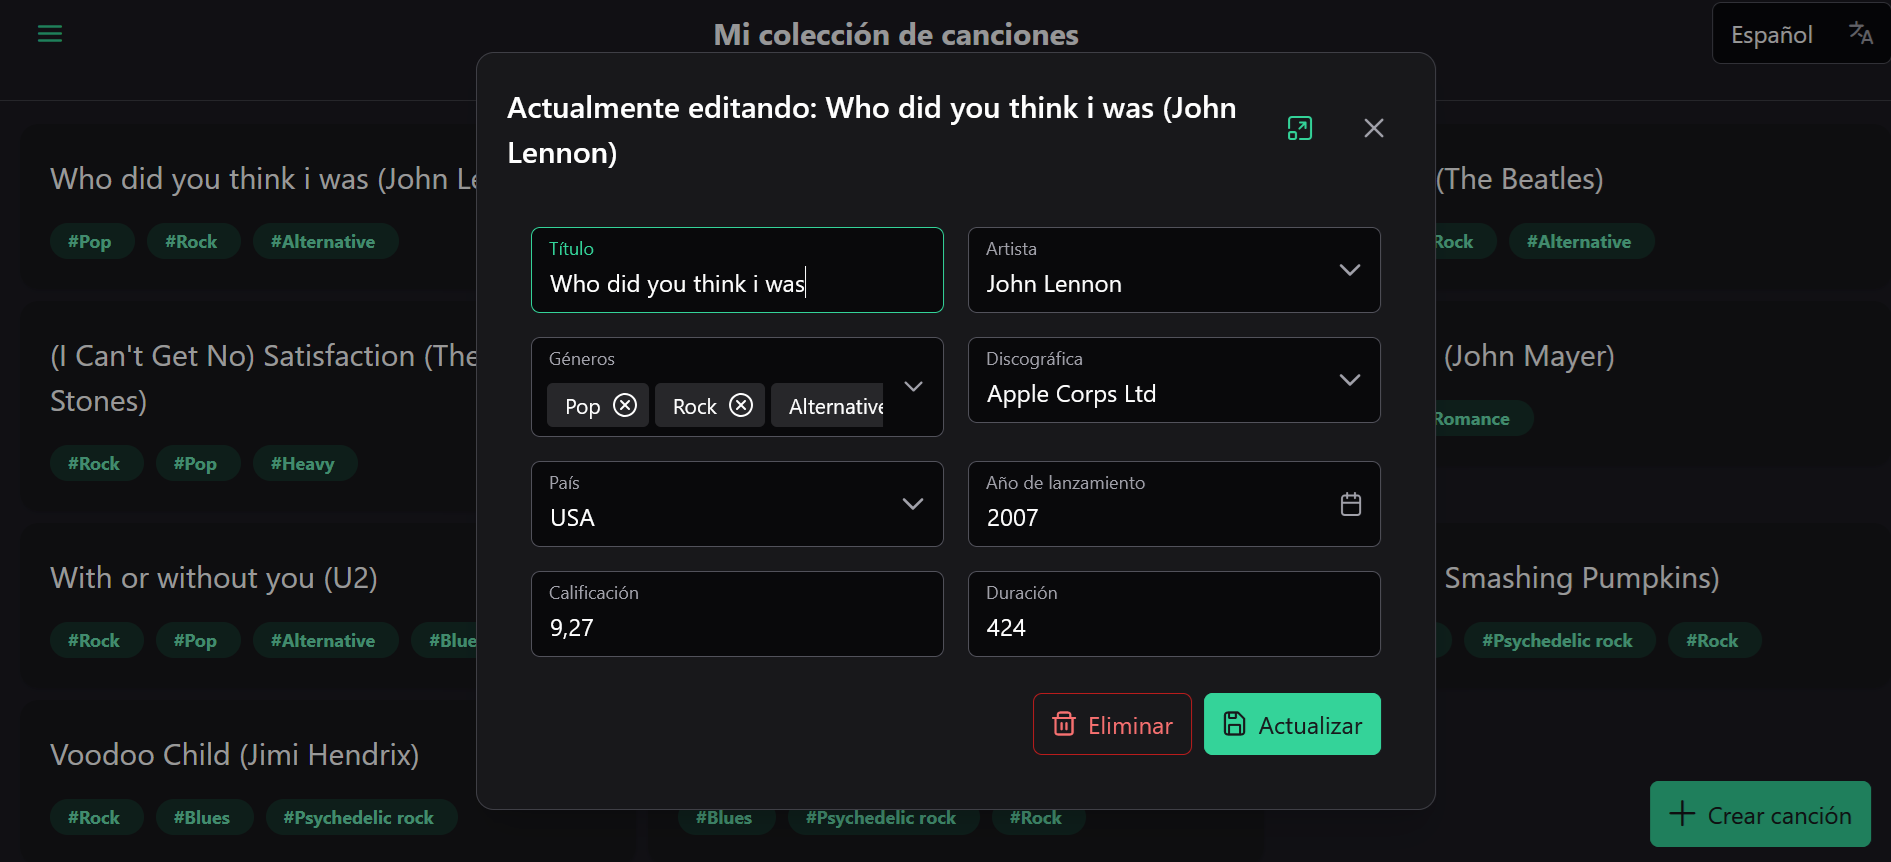 Mi colección de canciones
Español
Actualmente editando: Who did you think i was (John
Lennon)
Título
Who did you think i was
Artista
John Lennon
Géneros
Pop
Rock
Alternative
Discográfica
Apple Corps Ltd
País
USA
Año de lanzamiento
2007
Calificación
9,27
Duración
424
Eliminar
Actualizar
Who did you think i was (John
#Pop #Rock #Alternative
(The Beatles)
Rock #Alternative
(I Can't Get No) Satisfaction (The
Stones)
#Rock #Pop #Heavy
(John Mayer)
Romance
With or without you (U2)
#Rock #Pop #Alternative #Blue
Smashing Pumpkins)
#Psychedelic rock #Rock
Voodoo Child (Jimi Hendrix)
#Rock #Blues #Psychedelic rock
#Blues #Psychedelic rock #Rock
Crear canción